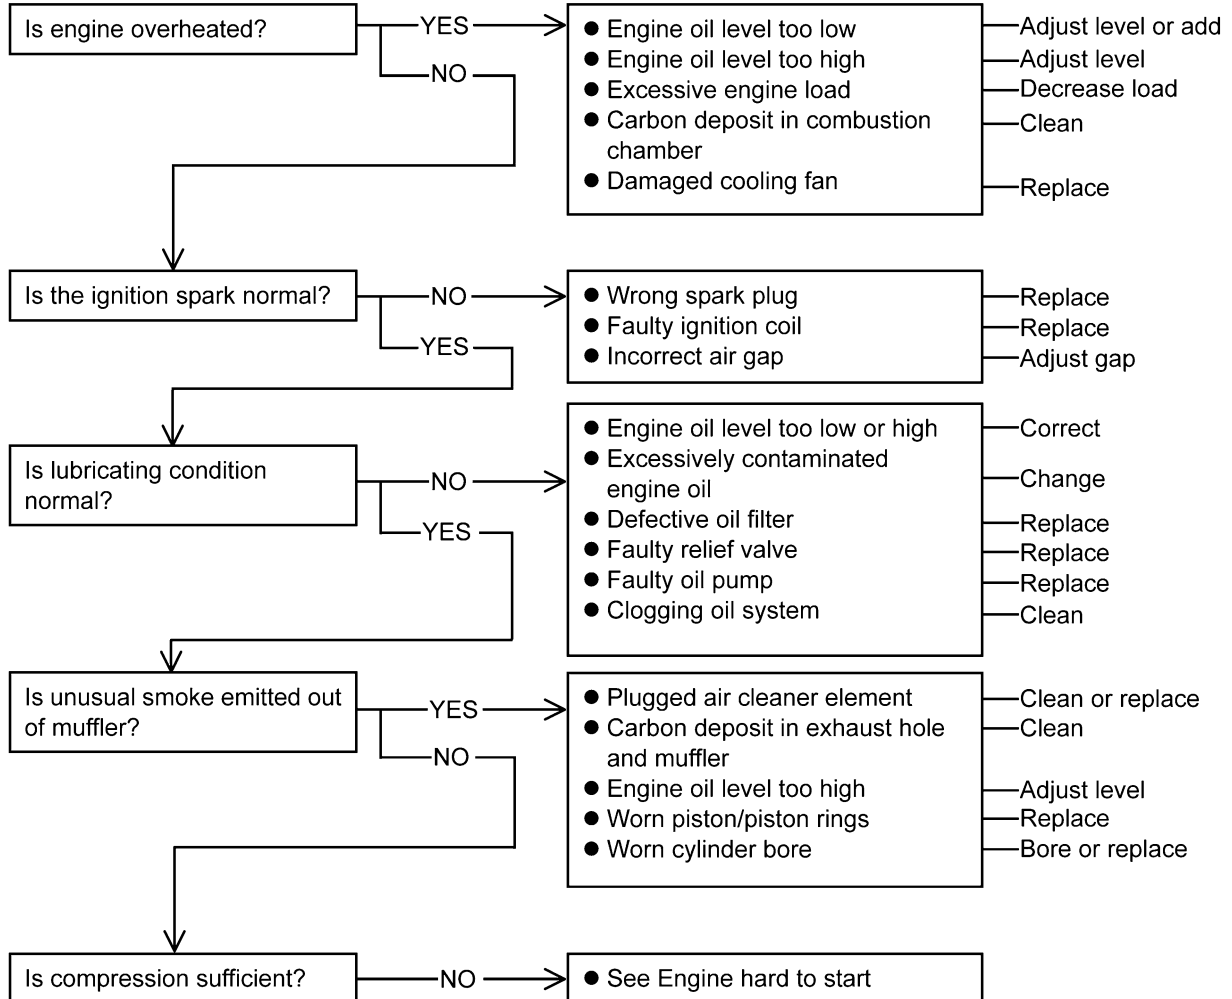 Is engine overheated?
YES
NO
● Engine oil level too low
● Engine oil level too high
● Excessive engine load
● Carbon deposit in combustion
chamber
● Damaged cooling fan
Adjust level or add
Adjust level
Decrease load
Clean
Replace
Is the ignition spark normal?
NO
YES
● Wrong spark plug
● Faulty ignition coil
● Incorrect air gap
Replace
Replace
Adjust gap
Is lubricating condition
normal?
NO
YES
● Engine oil level too low or high
● Excessively contaminated
engine oil
● Defective oil filter
● Faulty relief valve
● Faulty oil pump
● Clogging oil system
Correct
Change
Replace
Replace
Replace
Clean
Is unusual smoke emitted out
of muffler?
YES
NO
● Plugged air cleaner element
● Carbon deposit in exhaust hole
and muffler
● Engine oil level too high
● Worn piston/piston rings
● Worn cylinder bore
Clean or replace
Clean
Adjust level
Replace
Bore or replace
Is compression sufficient?
NO
● See Engine hard to start